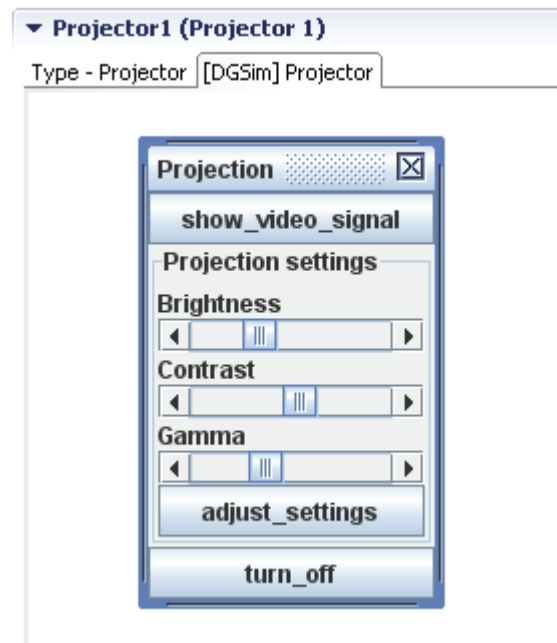 Projector1 (Projector 1)
Type - Projector [DGSim] Projector
Projection
show_video_signal
Projection settings
Brightness
Contrast
Gamma
adjust_settings
turn_off